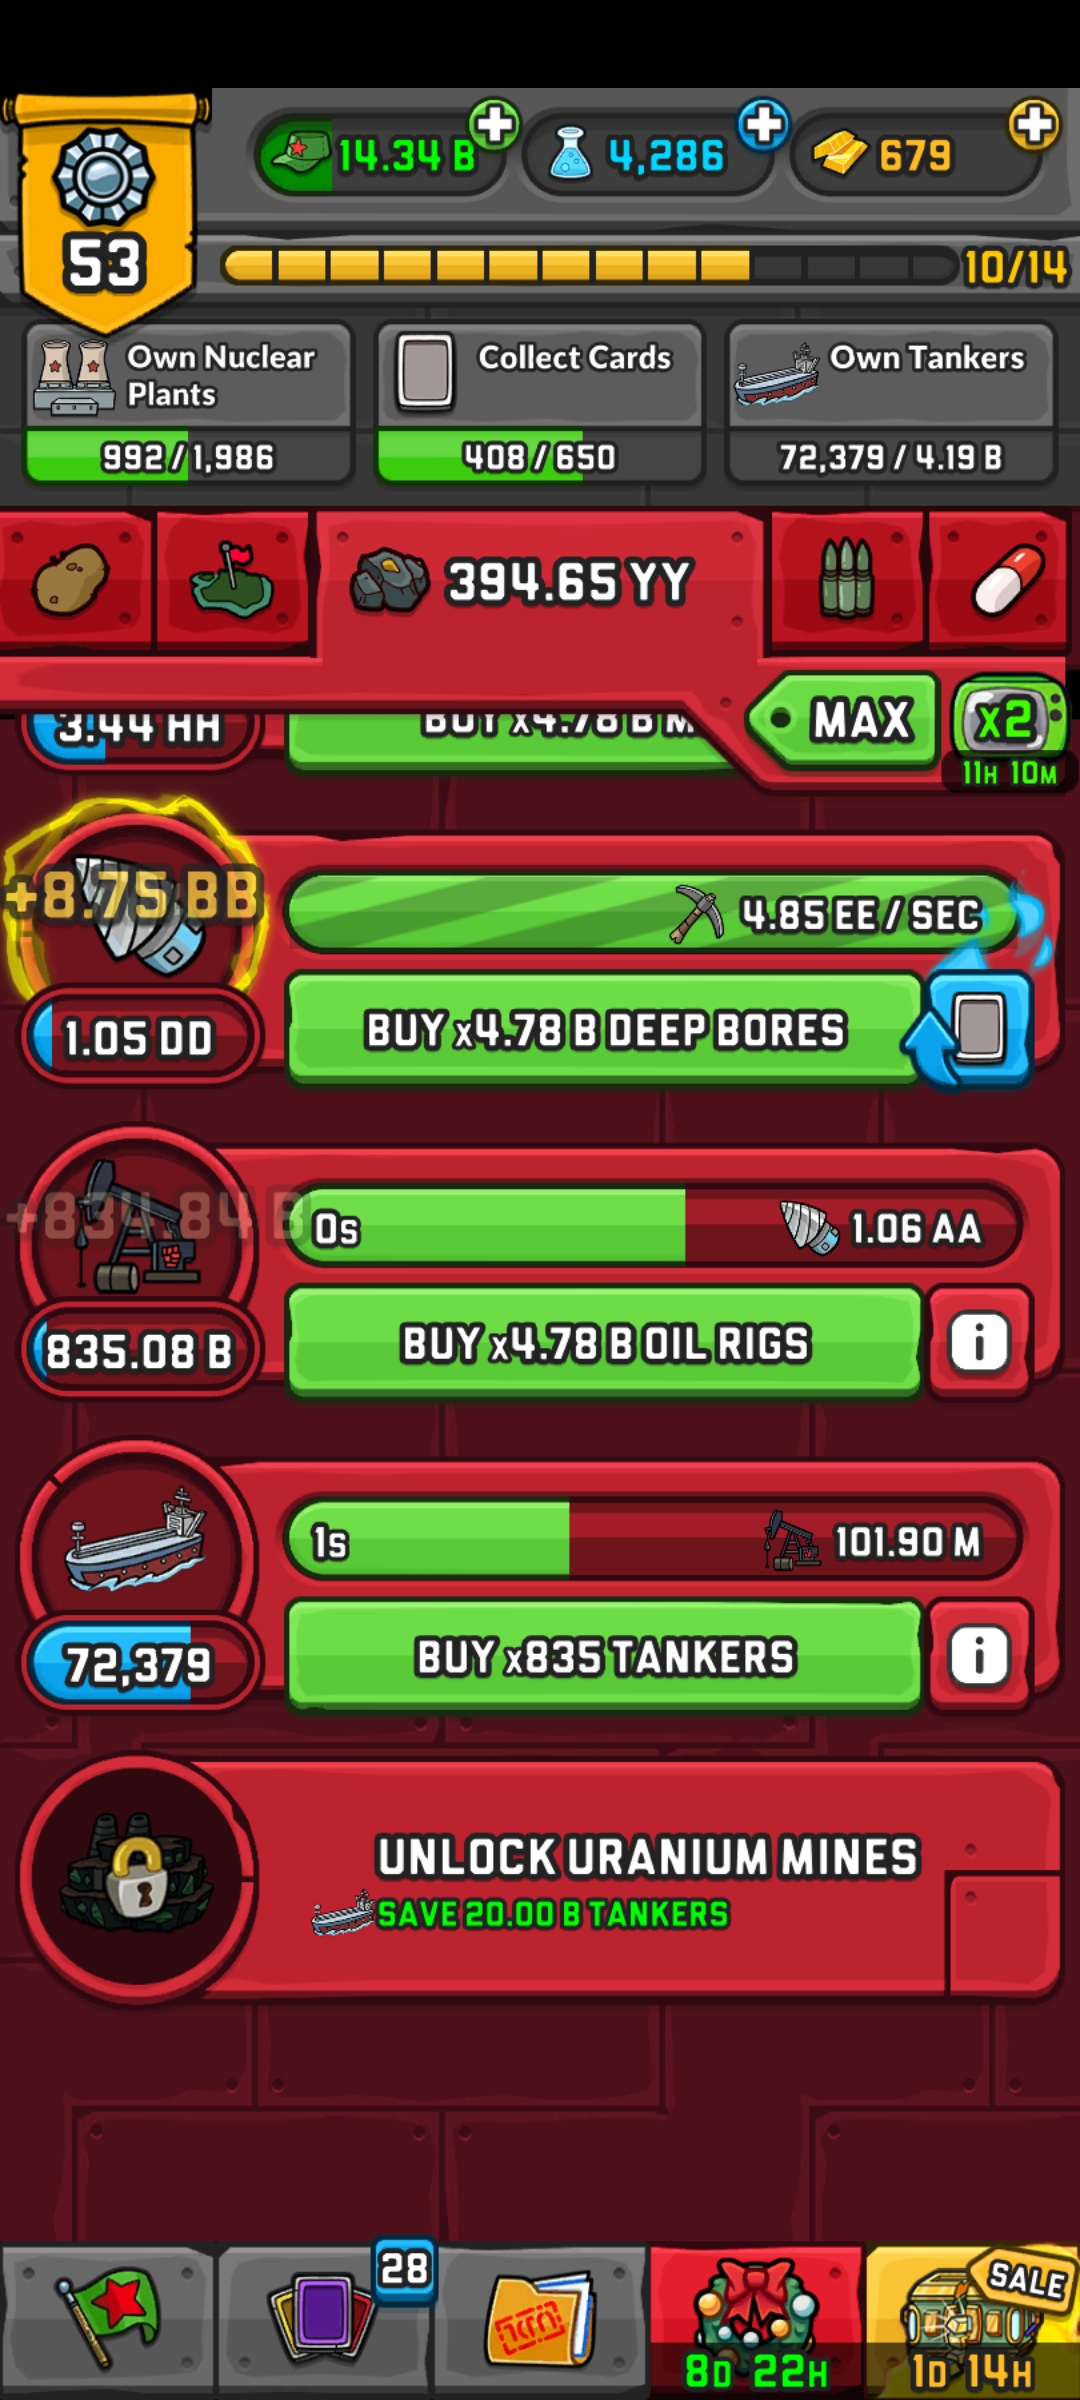 14.34 B
4,286
679
53
10/14
Own Nuclear
Plants
Collect Cards
Own Tankers
992/1,986
408/650
72,379/4.19 B
394.65 YY
3.44 HH
BUY x4.78 B M
MAX
x2
11H 10M
+8.75 BB
4.85 EE/SEC
1.05 DD
BUY x4.78 B DEEP BORES
+834.84 B
0s
1.06 AA
835.08 B
BUY x4.78 B OIL RIGS
i
1s
101.90 M
72,379
BUY x835 TANKERS
i
UNLOCK URANIUM MINES
SAVE 20.00 B TANKERS
28
SALE
8D 22H
1D 14H